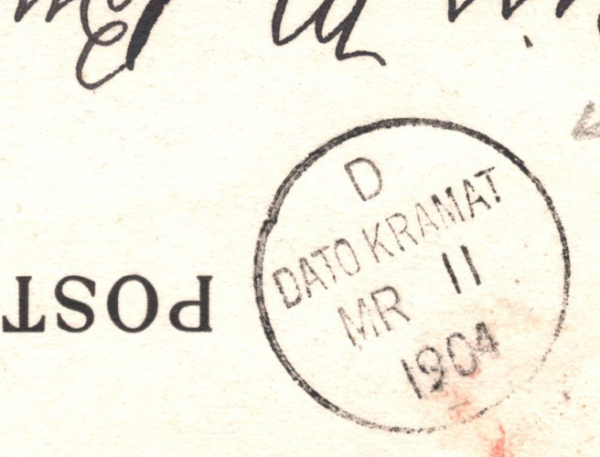 D
DATO KRAMAT
MR 11
1904
POST